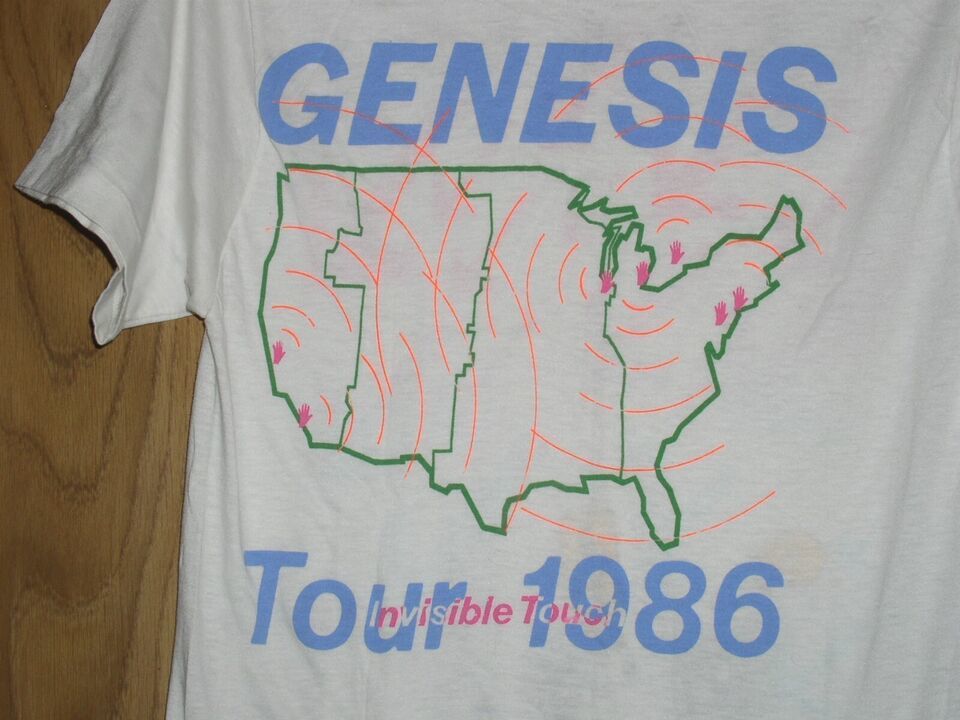 GENESIS
Tour 1986
Invisible Touch